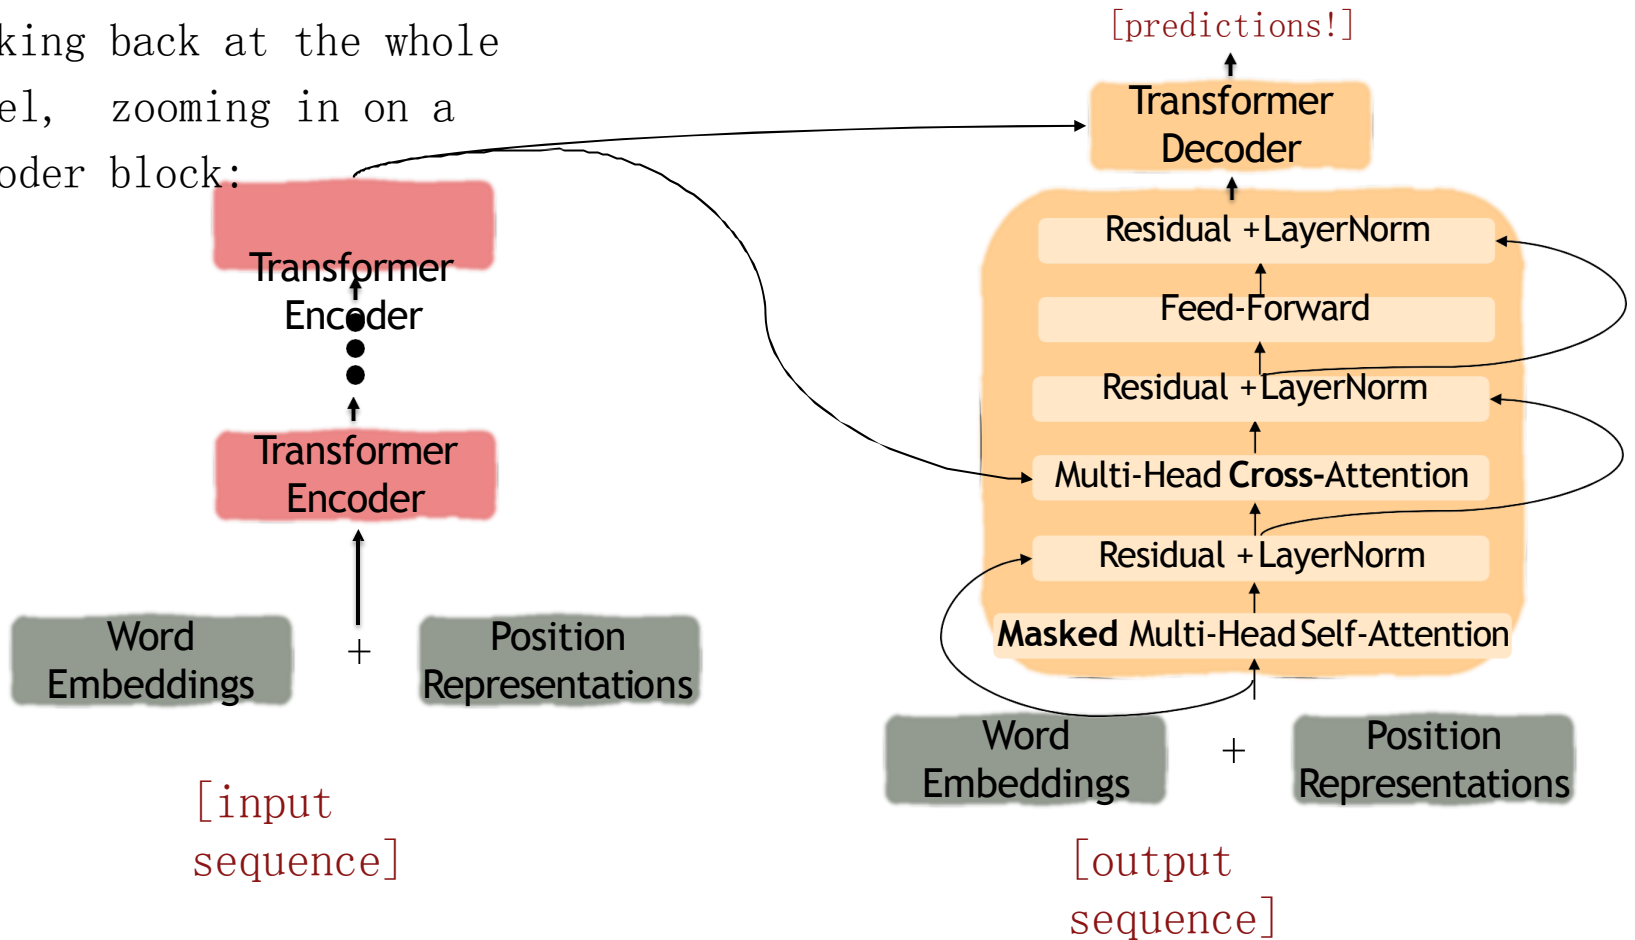 king back at the whole
el, zooming in on a
oder block:
Transformer
Encoder
Transformer
Encoder
Word
Embeddings
+
Position
Representations
[input
sequence]
[predictions!]
Transformer
Decoder
Residual +LayerNorm
Feed-Forward
Residual +LayerNorm
Multi-Head Cross-Attention
Residual +LayerNorm
Masked Multi-Head Self-Attention
Word
Embeddings
+
Position
Representations
[output
sequence]